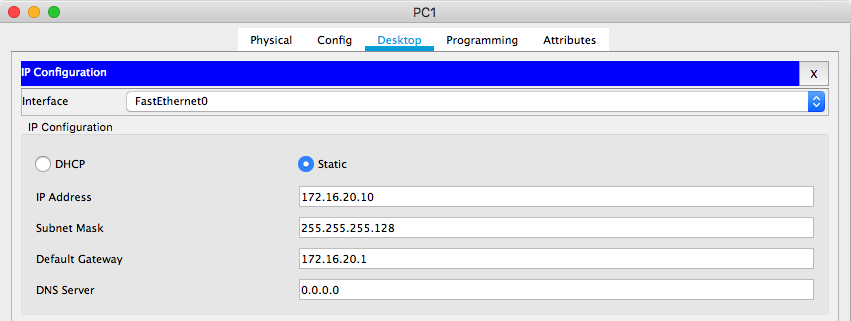 PC1
Physical Config Desktop Programming Attributes
IP Configuration X
Interface FastEthernet0
IP Configuration
DHCP Static
IP Address 172.16.20.10
Subnet Mask 255.255.255.128
Default Gateway 172.16.20.1
DNS Server 0.0.0.0